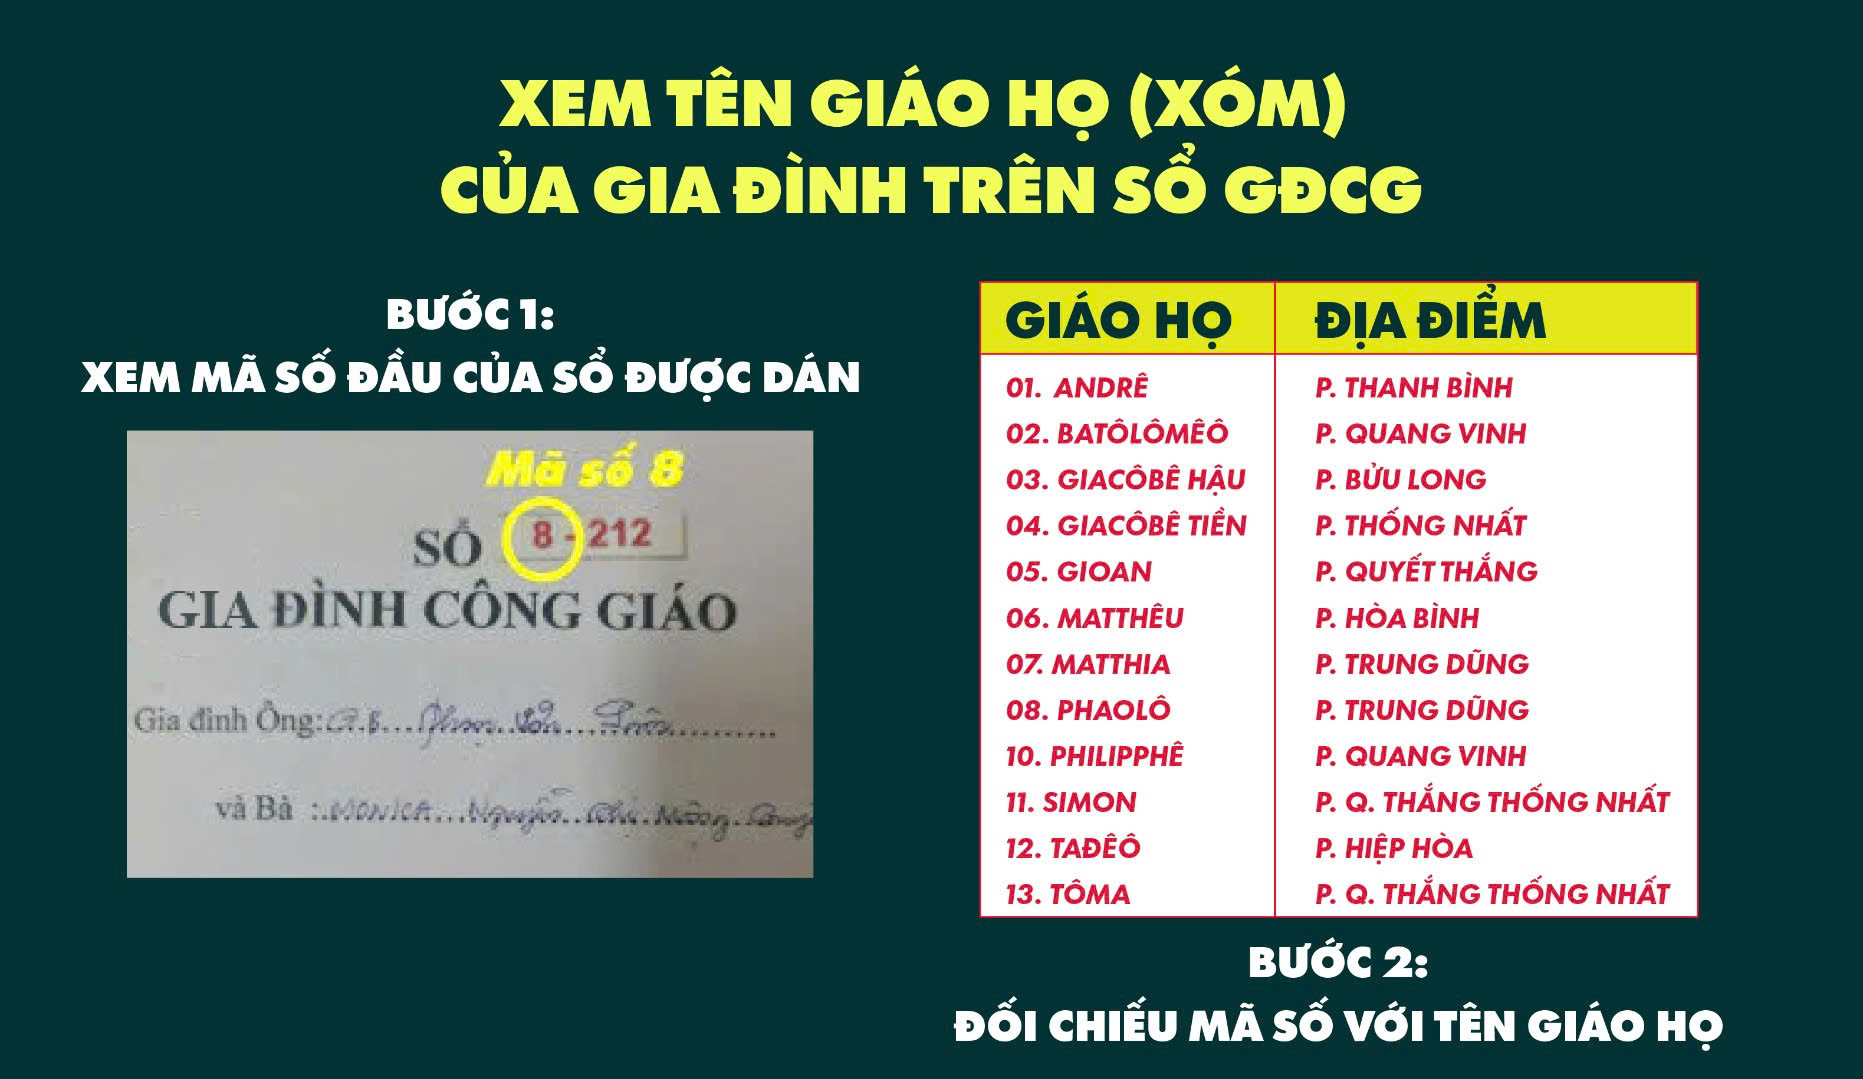 XEM TÊN GIÁO HỌ (XÓM)
CỦA GIA ĐÌNH TRÊN SỔ GĐCG
BƯỚC 1:
XEM MÃ SỐ ĐẦU CỦA SỔ ĐƯỢC DÁN
Mã số 8
SỔ 8 - 212
GIA ĐÌNH CÔNG GIÁO
Gia đình Ông:
và Bà : MONICA Nguyễn Thị
GIÁO HỌ ĐỊA ĐIỂM
01. ANDRÊ P. THANH BÌNH
02. BATÔLÔMÊÔ P. QUANG VINH
03. GIACÔBÊ HẬU P. BỬU LONG
04. GIACÔBÊ TIỀN P. THỐNG NHẤT
05. GIOAN P. QUYẾT THẮNG
06. MATTHÊU P. HÒA BÌNH
07. MATTHIA P. TRUNG DŨNG
08. PHAOLÔ P. TRUNG DŨNG
10. PHILIPPHÊ P. QUANG VINH
11. SIMON P. Q. THẮNG THỐNG NHẤT
12. TAĐÊÔ P. HIỆP HÒA
13. TÔMA P. Q. THẮNG THỐNG NHẤT
BƯỚC 2:
ĐỐI CHIẾU MÃ SỐ VỚI TÊN GIÁO HỌ